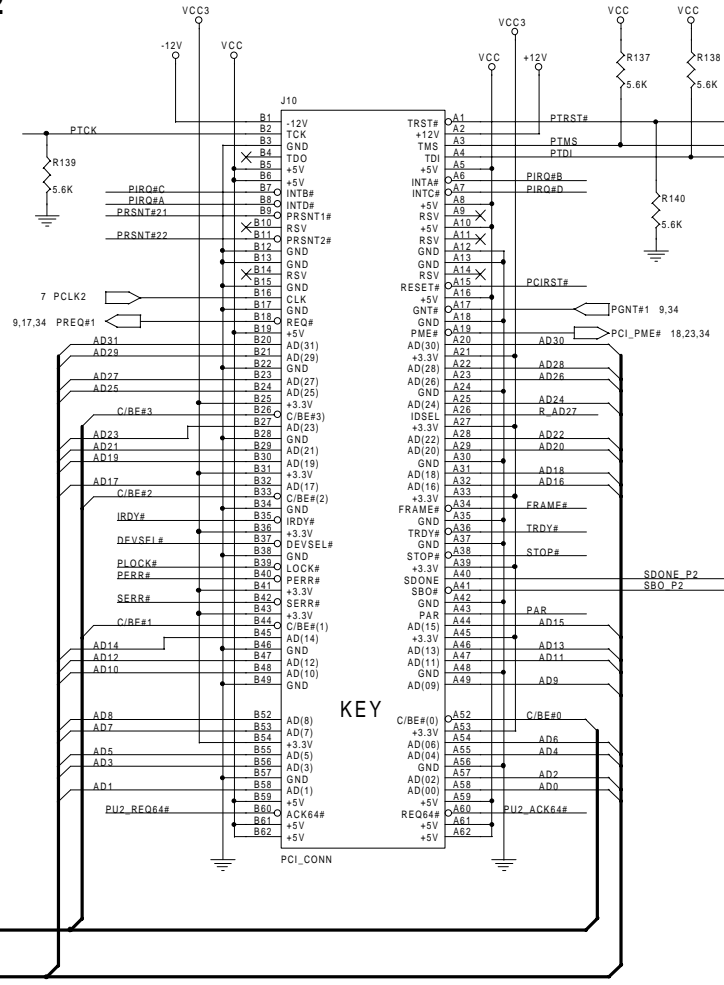 VCC3
-12V VCC
J10
VCC3
VCC +12V
VCC VCC
R137
5.6K
R138
5.6K
PTCK
R139
5.6K
R140
5.6K
B1 -12V TRST# A1 PTRST#
B2 TCK +12V A2
B3 GND TMS A3 PTMS
B4 TDO TDI A4 PTDI
B5 +5V +5V A5
B6 +5V INTA# A6 PIRQ#B
PIRQ#C B7 INTB# INTC# A7 PIRQ#D
PIRQ#A B8 INTD# +5V A8
PRSNT#21 B9 PRSNT1# RSV A9
B10 RSV +5V A10
PRSNT#22 B11 PRSNT2# RSV A11
B12 GND GND A12
B13 GND GND A13
B14 RSV RSV A14
B15 GND RESET# A15 PCIRST#
7 PCLK2 B16 CLK +5V A16
B17 GND GNT# A17 PGNT#1 9,34
9,17,34 PREQ#1 B18 REQ# GND A18
B19 +5V PME# A19 PCI_PME# 18,23,34
AD31 B20 AD(31) AD(30) A20 AD30
AD29 B21 AD(29) +3.3V A21
B22 GND AD(28) A22 AD28
AD27 B23 AD(27) AD(26) A23 AD26
AD25 B24 AD(25) GND A24
B25 +3.3V AD(24) A25 AD24
C/BE#3 B26 C/BE#3) IDSEL A26 R_AD27
B27 AD(23) +3.3V A27
AD23 B28 GND AD(22) A28 AD22
AD21 B29 AD(21) AD(20) A29 AD20
AD19 B30 AD(19) GND A30
B31 +3.3V AD(18) A31 AD18
AD17 B32 AD(17) AD(16) A32 AD16
C/BE#2 B33 C/BE#(2) +3.3V A33
B34 GND FRAME# A34 FRAME#
IRDY# B35 IRDY# GND A35
B36 +3.3V TRDY# A36 TRDY#
DEVSEL# B37 DEVSEL# GND A37
B38 GND STOP# A38 STOP#
PLOCK# B39 LOCK# +3.3V A39
PERR# B40 PERR# SDONE A40 SDONE_P2
B41 +3.3V SBO# A41 SBO_P2
SERR# B42 SERR# GND A42
B43 +3.3V PAR A43 PAR
C/BE#1 B44 C/BE#(1) AD(15) A44 AD15
B45 AD(14) +3.3V A45
AD14 B46 GND AD(13) A46 AD13
AD12 B47 AD(12) AD(11) A47 AD11
AD10 B48 AD(10) GND A48
B49 GND AD(09) A49 AD9
KEY
AD8 B52 AD(8) C/BE#(0) A52 C/BE#0
AD7 B53 AD(7) +3.3V A53
B54 +3.3V AD(06) A54 AD6
AD5 B55 AD(5) AD(04) A55 AD4
AD3 B56 AD(3) GND A56
B57 GND AD(02) A57 AD2
AD1 B58 AD(1) AD(00) A58 AD0
B59 +5V +5V A59
PU2_REQ64# B60 ACK64# REQ64# A60 PU2_ACK64#
B61 +5V +5V A61
B62 +5V +5V A62
PCI_CONN